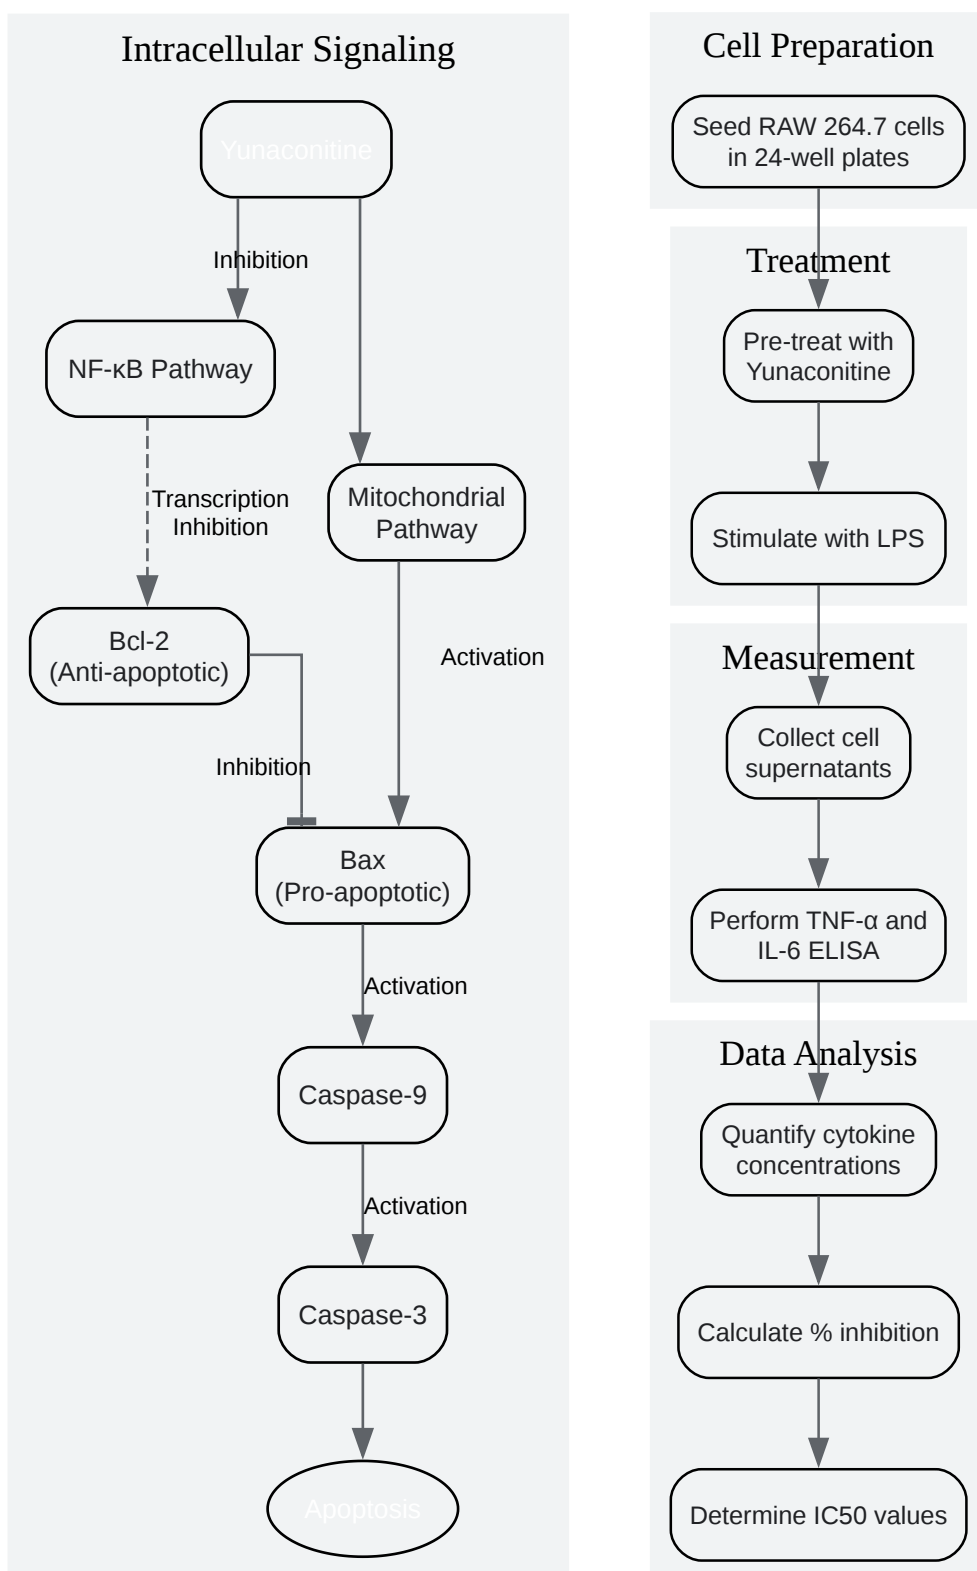 Intracellular Signaling
Yunaconitine
Inhibition
NF-κB Pathway
Transcription
Inhibition
Mitochondrial
Pathway
Bcl-2
(Anti-apoptotic)
Activation
Inhibition
Bax
(Pro-apoptotic)
Activation
Caspase-9
Activation
Caspase-3
Apoptosis
Cell Preparation
Seed RAW 264.7 cells
in 24-well plates
Treatment
Pre-treat with
Yunaconitine
Stimulate with LPS
Measurement
Collect cell
supernatants
Perform TNF-α and
IL-6 ELISA
Data Analysis
Quantify cytokine
concentrations
Calculate % inhibition
Determine IC50 values